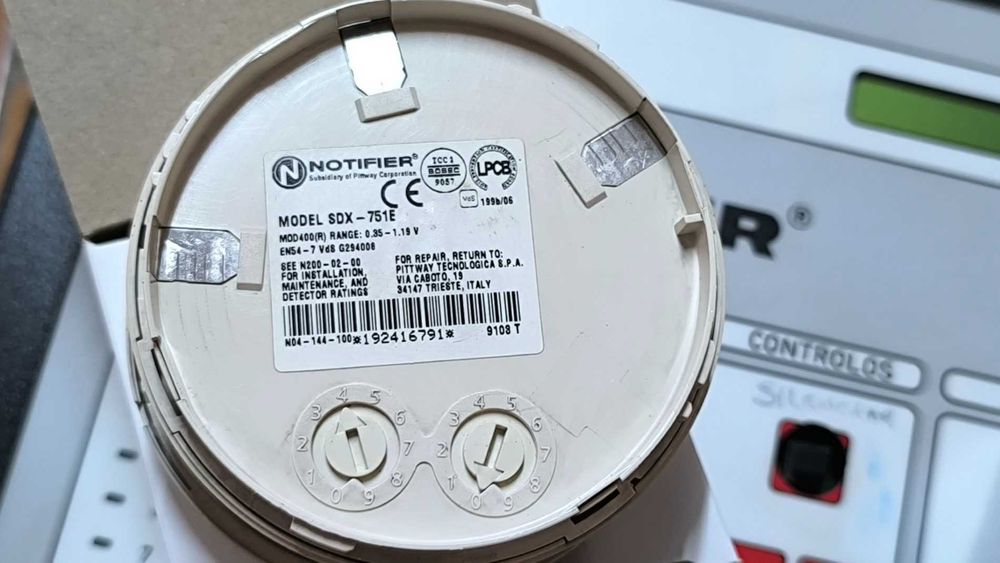 NOTIFIER®
Subsidiary of Pittway Corporation
ICC1
BOSEC
9057
LPCB
CE
VdS
199b/06
MODEL SDX-751E
MOD400(R) RANGE: 0.35-1.19 V
EN54-7 VdS G294008
SEE N200-02-00
FOR INSTALLATION,
MAINTENANCE, AND
DETECTOR RATINGS
FOR REPAIR, RETURN TO:
PITTWAY TECNOLOGICA S.P.A.
VIA CABOTO, 19
34147 TRIESTE, ITALY
N04-144-100*192416791*
9103 T
0 1 2 3 4 5 6 7 8 9
0 1 2 3 4 5 6 7 8 9
ER®
CONTROLOS
SILENCIAR